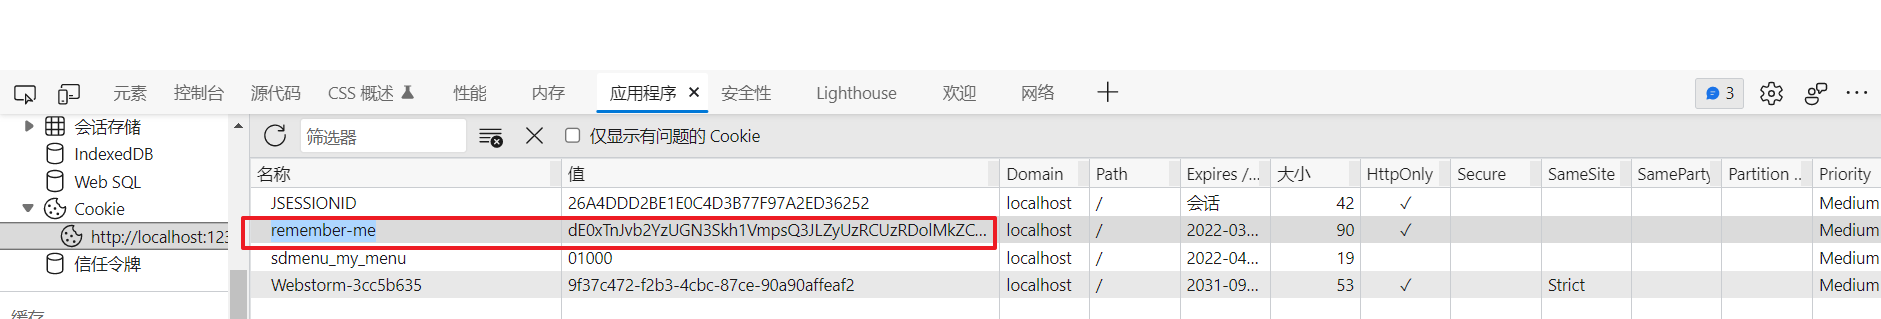 元素 控制台 源代码 CSS 概述 性能 内存 应用程序 安全性 Lighthouse 欢迎 网络 3
会话存储
IndexedDB
Web SQL
Cookie
http://localhost:123
信任令牌
缓存
筛选器 仅显示有问题的 Cookie
名称 值 Domain Path Expires /... 大小 HttpOnly Secure SameSite SameParty Partition ... Priority
JSESSIONID 26A4DDD2BE1E0C4D3B77F97A2ED36252 localhost / 会话 42 ✓ Medium
remember-me dE0xTnJvb2YzUGN3Skh1VmpsQ3JLZyUzRCUzRDolMkZC... localhost / 2022-03... 90 ✓ Medium
sdmenu_my_menu 01000 localhost / 2022-04... 19 Medium
Webstorm-3cc5b635 9f37c472-f2b3-4cbc-87ce-90a90affeaf2 localhost / 2031-09... 53 ✓ Strict Medium